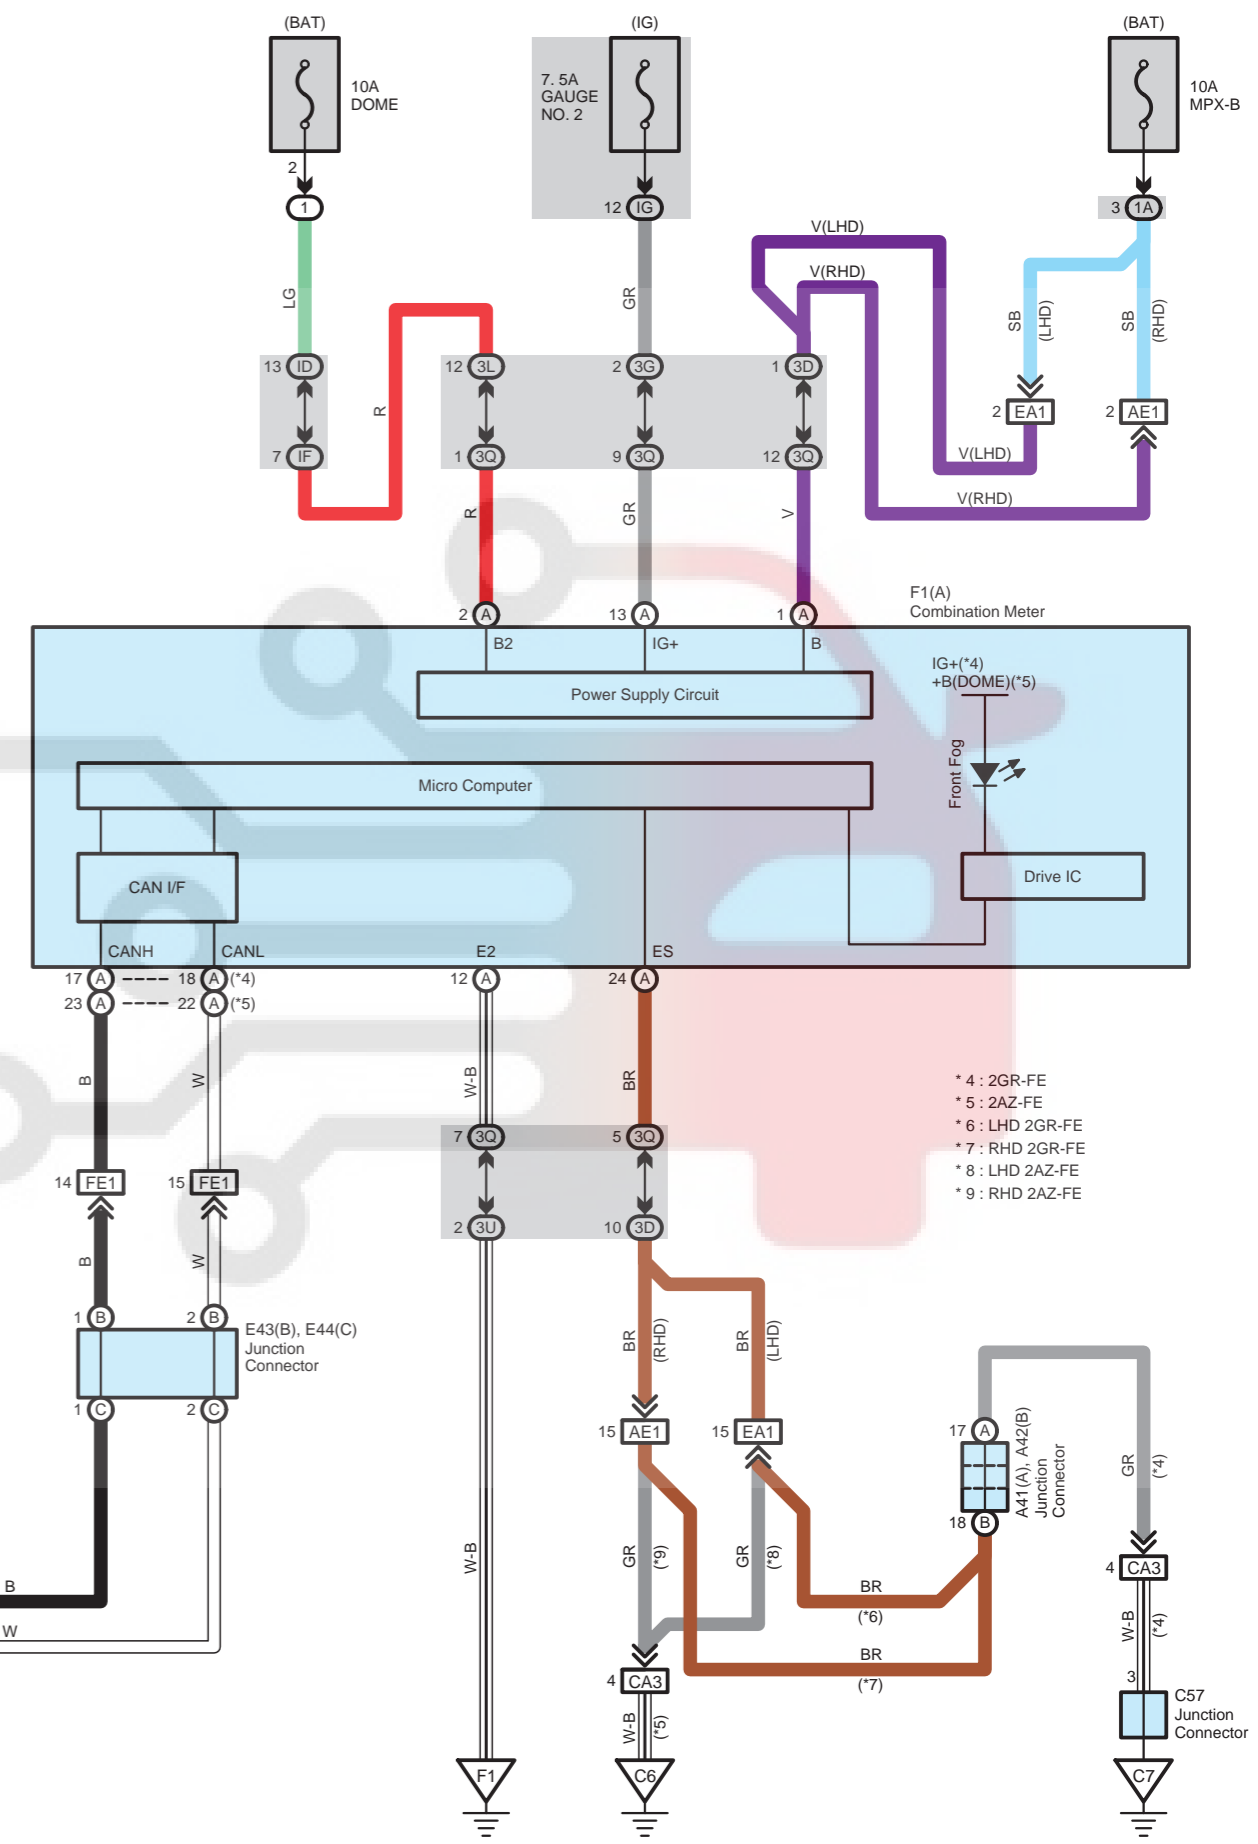 (BAT)
(IG)
(BAT)
10A
DOME
7. 5A
GAUGE
NO. 2
10A
MPX-B
2
1
12 IG
3 1A
V(LHD)
V(RHD)
LG
GR
SB
(LHD)
SB
(RHD)
13 ID
12 3L
2 3G
1 3D
R
2 EA1
2 AE1
7 IF
1 3Q
9 3Q
12 3Q
V(LHD)
V(RHD)
R
GR
V
F1(A)
Combination Meter
2 A
13 A
1 A
B2
IG+
B
IG+(*4)
+B(DOME)(*5)
Power Supply Circuit
Front Fog
Micro Computer
CAN I/F
Drive IC
CANH
CANL
E2
ES
17 A
18 A (*4)
12 A
24 A
23 A
22 A (*5)
B
W
W-B
BR
* 4 : 2GR-FE
* 5 : 2AZ-FE
* 6 : LHD 2GR-FE
* 7 : RHD 2GR-FE
* 8 : LHD 2AZ-FE
* 9 : RHD 2AZ-FE
7 3Q
5 3Q
14 FE1
15 FE1
2 3U
10 3D
B
W
1 B
2 B
E43(B), E44(C)
Junction
Connector
BR
(RHD)
BR
(LHD)
1 C
2 C
15 AE1
15 EA1
17 A
A41(A), A42(B)
Junction
Connector
GR
(*4)
18 B
W-B
GR
(*9)
GR
(*8)
4 CA3
B
BR
(*6)
W
W-B
(*4)
BR
(*7)
4 CA3
3
C57
Junction
Connector
W-B
(*5)
F1
C6
C7